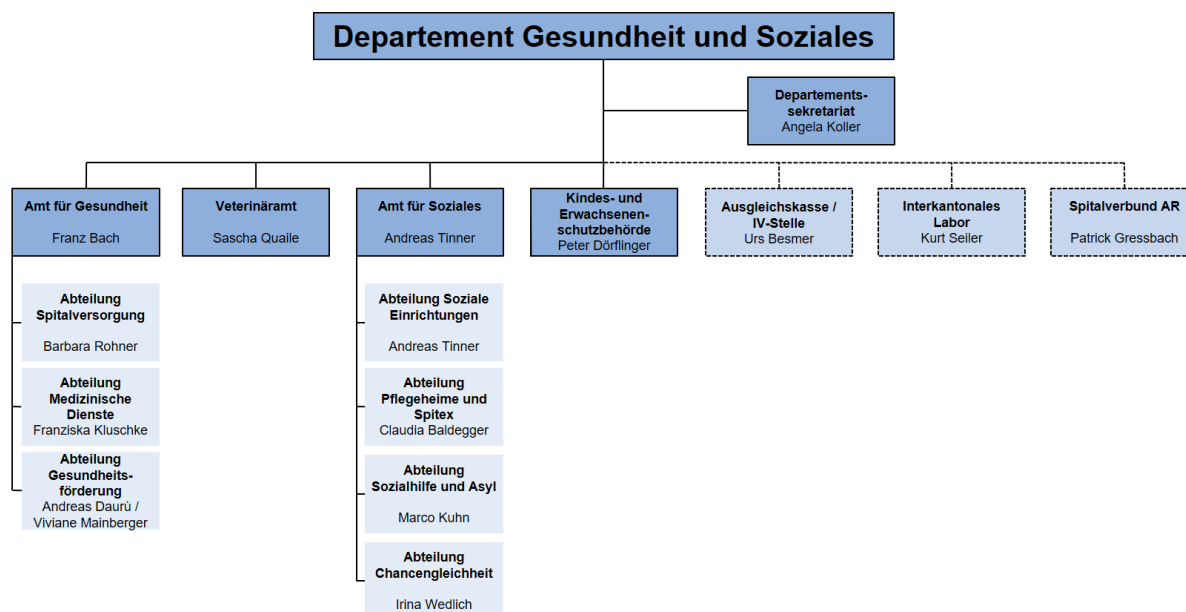 Departement Gesundheit und Soziales
Departements-
sekretariat
Angela Koller
Amt für Gesundheit
Franz Bach
Veterinäramt
Sascha Quaile
Amt für Soziales
Andreas Tinner
Kindes- und
Erwachsenen-
schutzbehörde
Peter Dörflinger
Ausgleichskasse /
IV-Stelle
Urs Besmer
Interkantonales
Labor
Kurt Seiler
Spitalverbund AR
Patrick Gressbach
Abteilung
Spitalversorgung
Barbara Rohner
Abteilung
Medizinische
Dienste
Franziska Kluschke
Abteilung
Gesundheits-
förderung
Andreas Daurù /
Viviane Mainberger
Abteilung Soziale
Einrichtungen
Andreas Tinner
Abteilung
Pflegeheime und
Spitex
Claudia Baldegger
Abteilung
Sozialhilfe und Asyl
Marco Kuhn
Abteilung
Chancengleichheit
Irina Wedlich